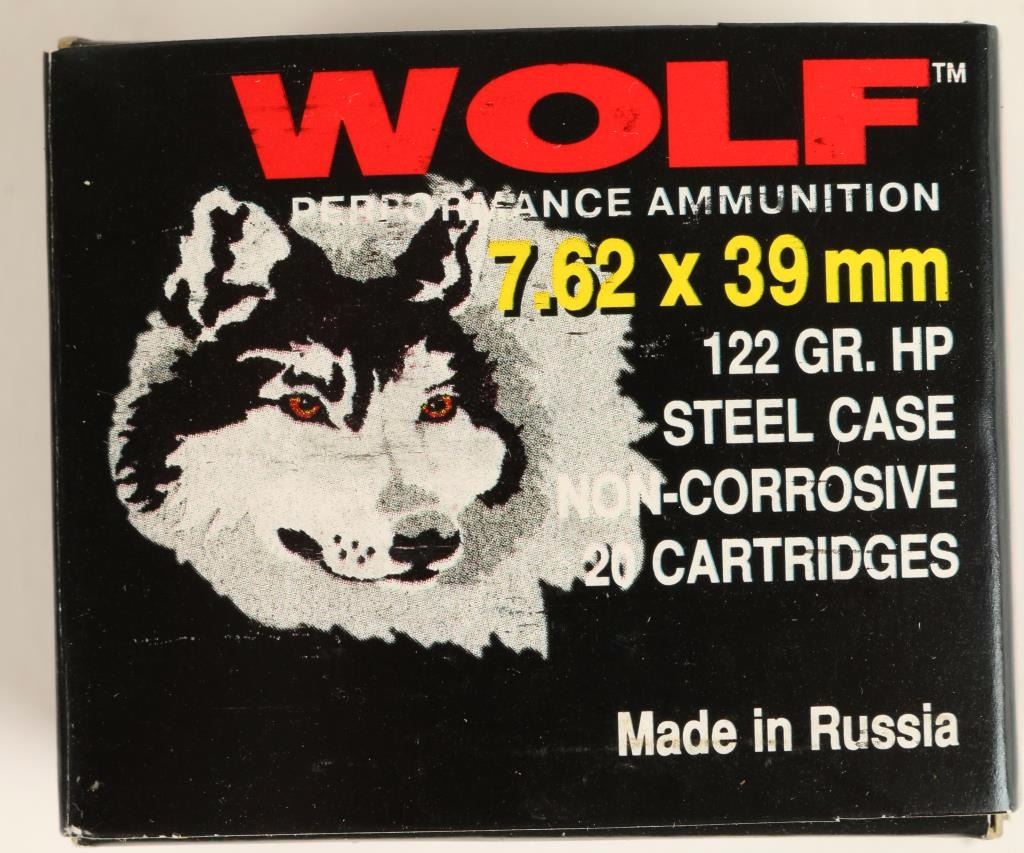 WOLF™
PERFORMANCE AMMUNITION
7.62 x 39 mm
122 GR. HP
STEEL CASE
NON-CORROSIVE
20 CARTRIDGES
Made in Russia